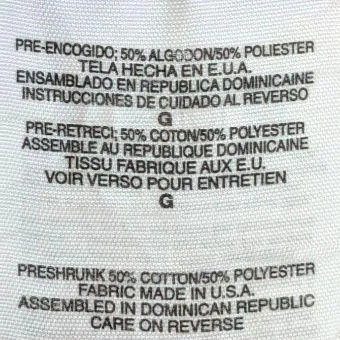 PRE-ENCOGIDO; 50% ALGODON/50% POLIESTER
TELA HECHA EN E.U.A.
ENSAMBLADO EN REPUBLICA DOMINICAINE
INSTRUCCIONES DE CUIDADO AL REVERSO
G
PRE-RETRECI; 50% COTON/50% POLYESTER
ASSEMBLE AU REPUBLIQUE DOMINICAINE
TISSU FABRIQUE AUX E.U.
VOIR VERSO POUR ENTRETIEN
G
PRESHRUNK 50% COTTON/50% POLYESTER
FABRIC MADE IN U.S.A.
ASSEMBLED IN DOMINICAN REPUBLIC
CARE ON REVERSE